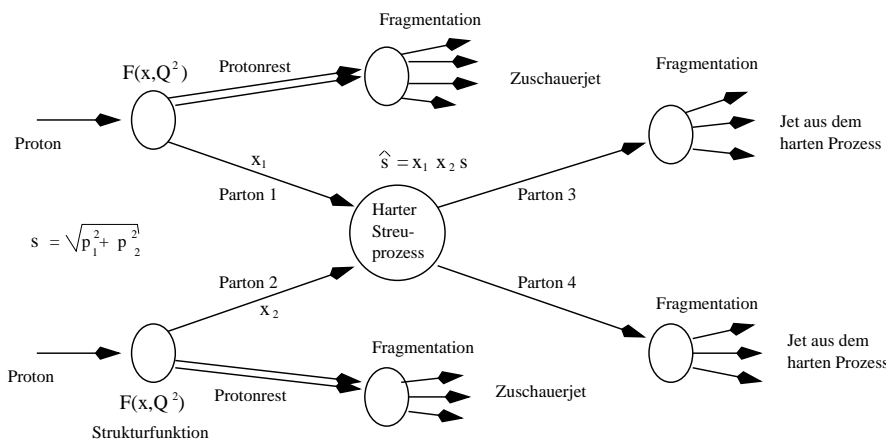 Fragmentation
F(x,Q²)
Protonrest
Zuschauerjet
Fragmentation
Proton
Jet aus dem
harten Prozess
x₁
ŝ = x₁ x₂ s
Parton 1
Parton 3
Harter
Streu-
prozess
s = √(p₁² + p₂²)
Parton 2
Parton 4
x₂
Fragmentation
Fragmentation
Jet aus dem
harten Prozess
Proton
Protonrest
Zuschauerjet
F(x,Q²)
Strukturfunktion